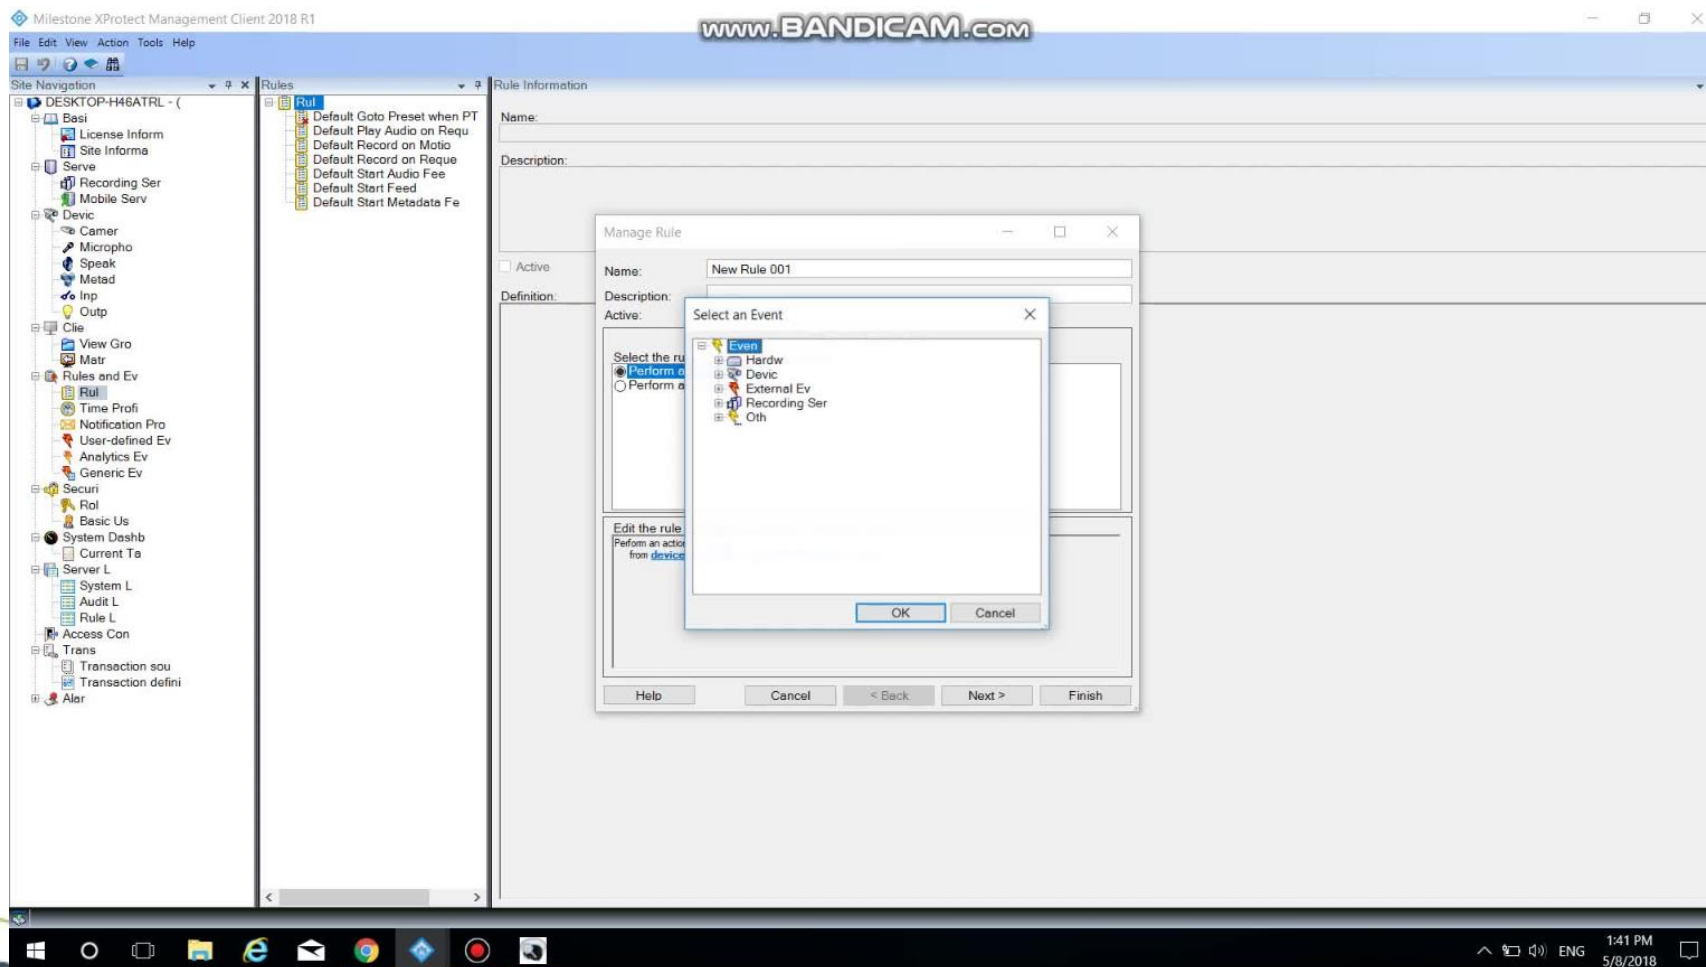 Milestone XProtect Management Client 2018 R1
www.BANDICAM.com
File Edit View Action Tools Help
Site Navigation
DESKTOP-H46ATRL - (
Basi
License Inform
Site Informa
Serve
Recording Ser
Mobile Serv
Devic
Camer
Micropho
Speak
Metad
Inp
Outp
Clie
View Gro
Matr
Rules and Ev
Rul
Time Profi
Notification Pro
User-defined Ev
Analytics Ev
Generic Ev
Securi
Rol
Basic Us
System Dashb
Current Ta
Server L
System L
Audit L
Rule L
Access Con
Trans
Transaction sou
Transaction defini
Alar
Rules
Rul
Default Goto Preset when PT
Default Play Audio on Requ
Default Record on Motio
Default Record on Reque
Default Start Audio Fee
Default Start Feed
Default Start Metadata Fe
Rule Information
Name:
Description:
Active
Definition:
Manage Rule
Name: New Rule 001
Description:
Active:
Select the ru
Perform a
Perform a
Edit the rule
Perform an action
from device
Help Cancel < Back Next > Finish
Select an Event
Even
Hardw
Devic
External Ev
Recording Ser
Oth
OK Cancel
ENG
1:41 PM
5/8/2018